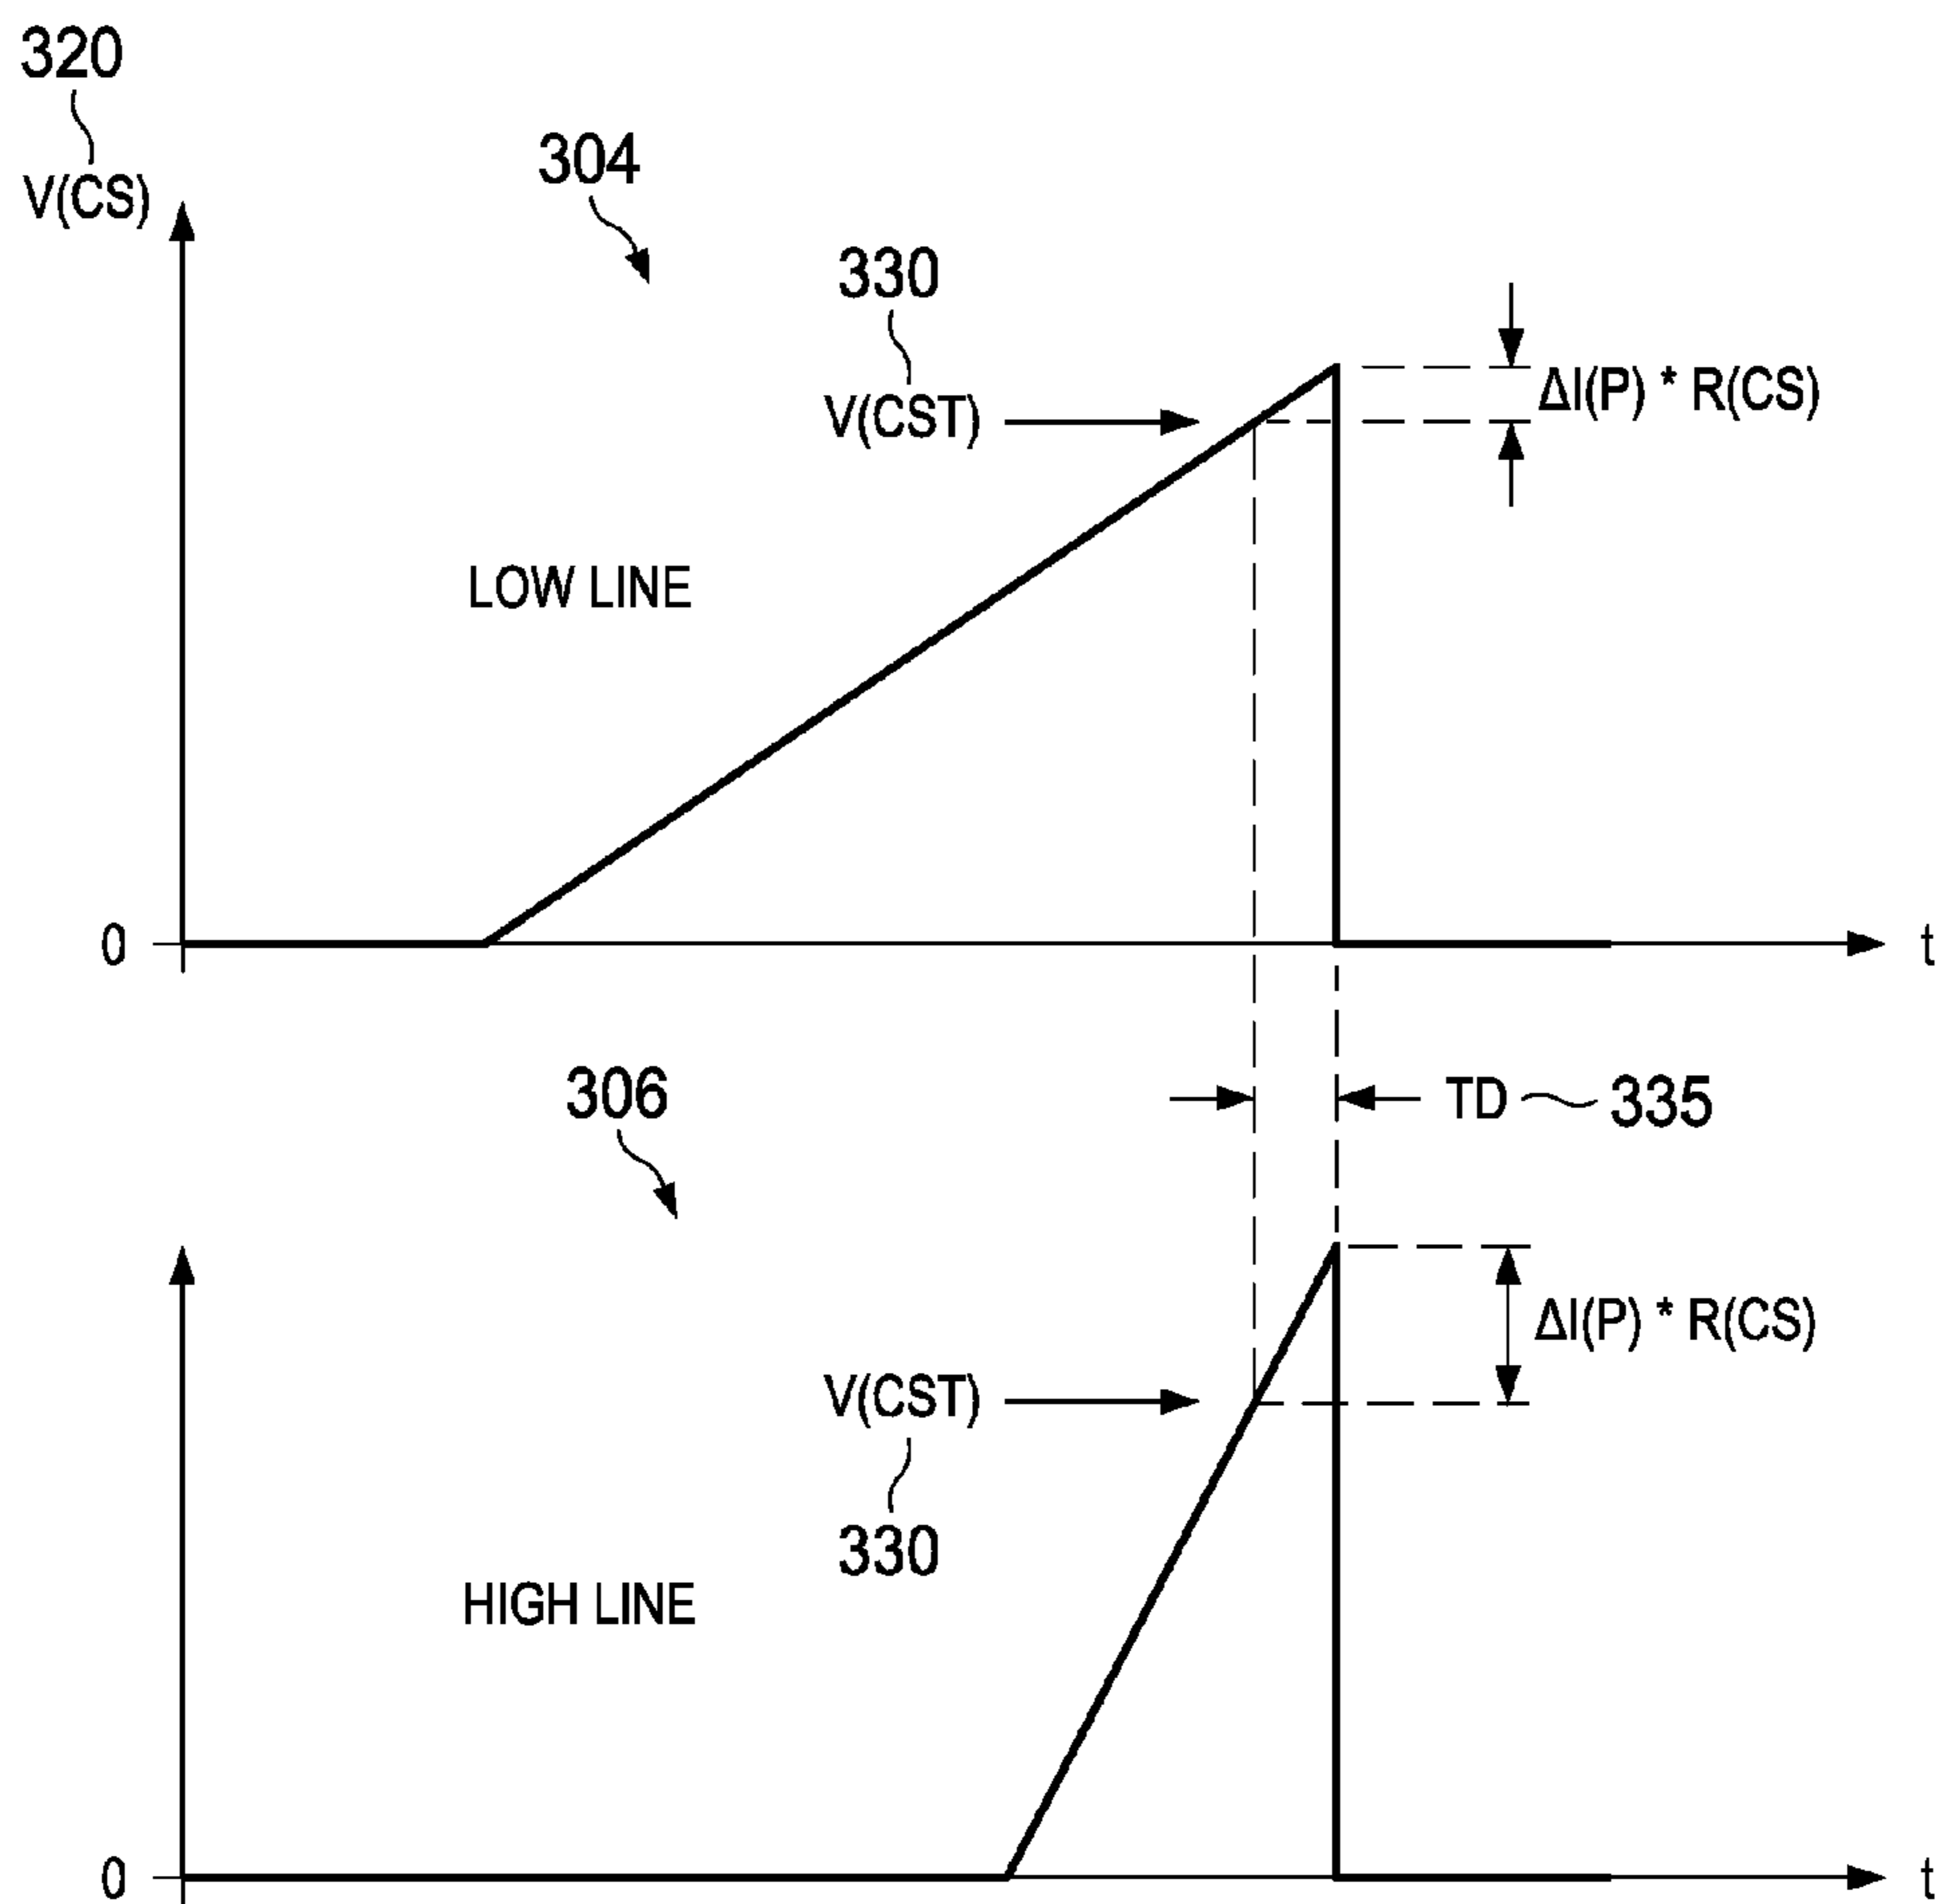 320
V(CS)
304
330
V(CST)
ΔI(P) * R(CS)
LOW LINE
0
t
306
TD
335
V(CST)
ΔI(P) * R(CS)
330
HIGH LINE
0
t